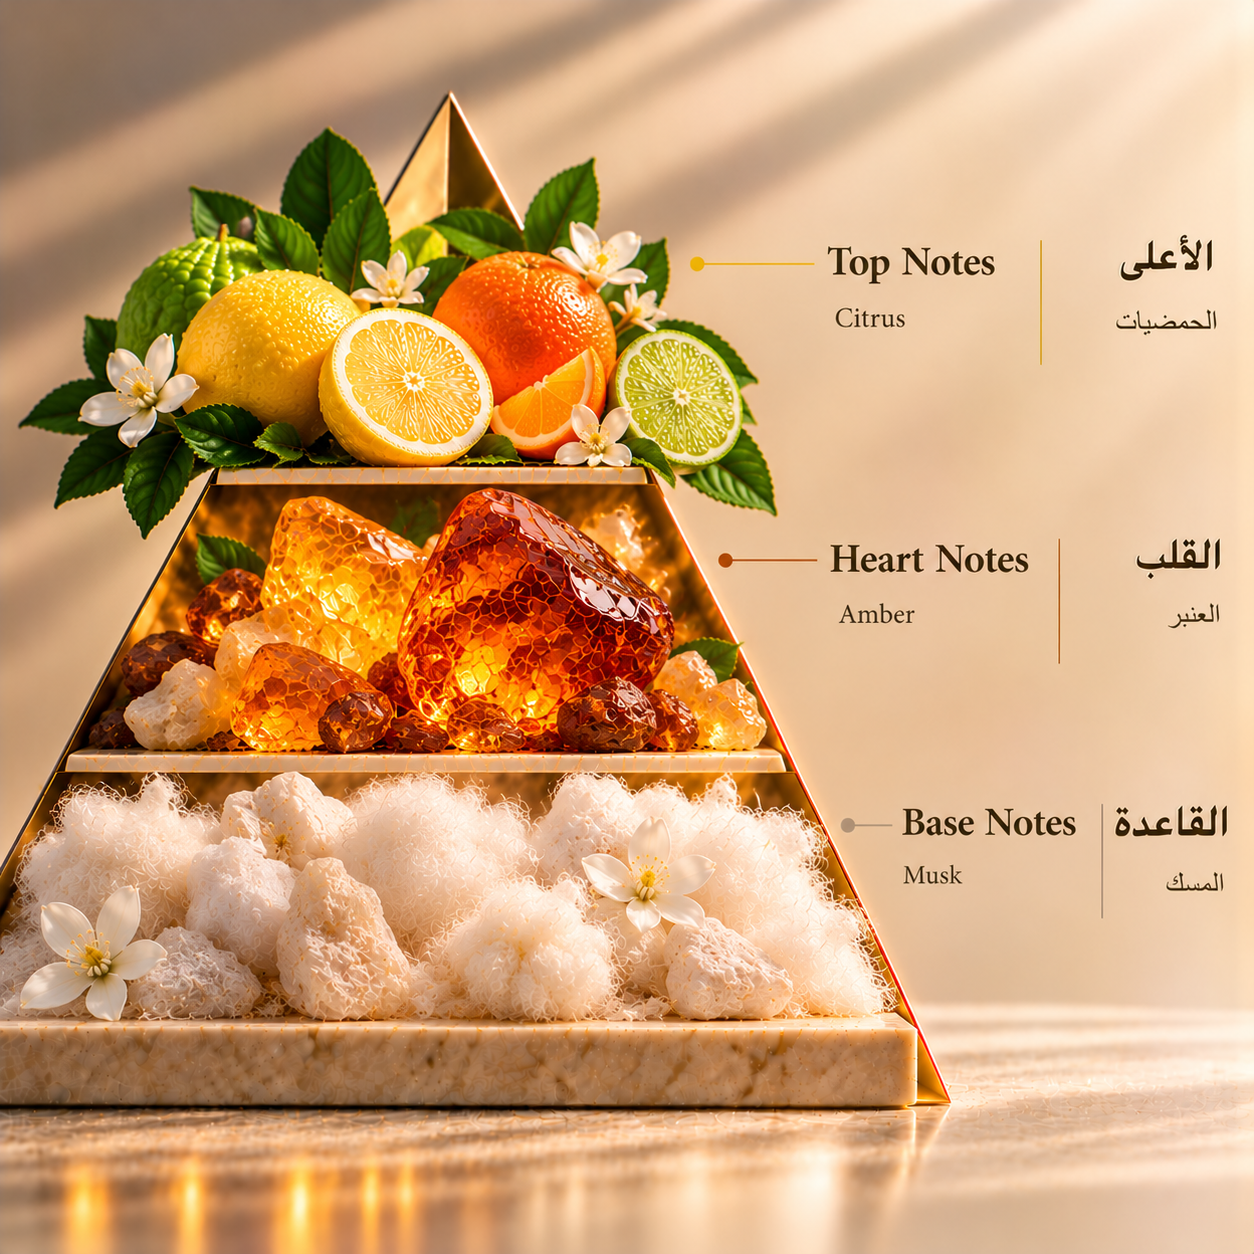 Top Notes
الأعلى
Citrus
الحمضيات
Heart Notes
القلب
Amber
العنبر
Base Notes
القاعدة
Musk
المسك